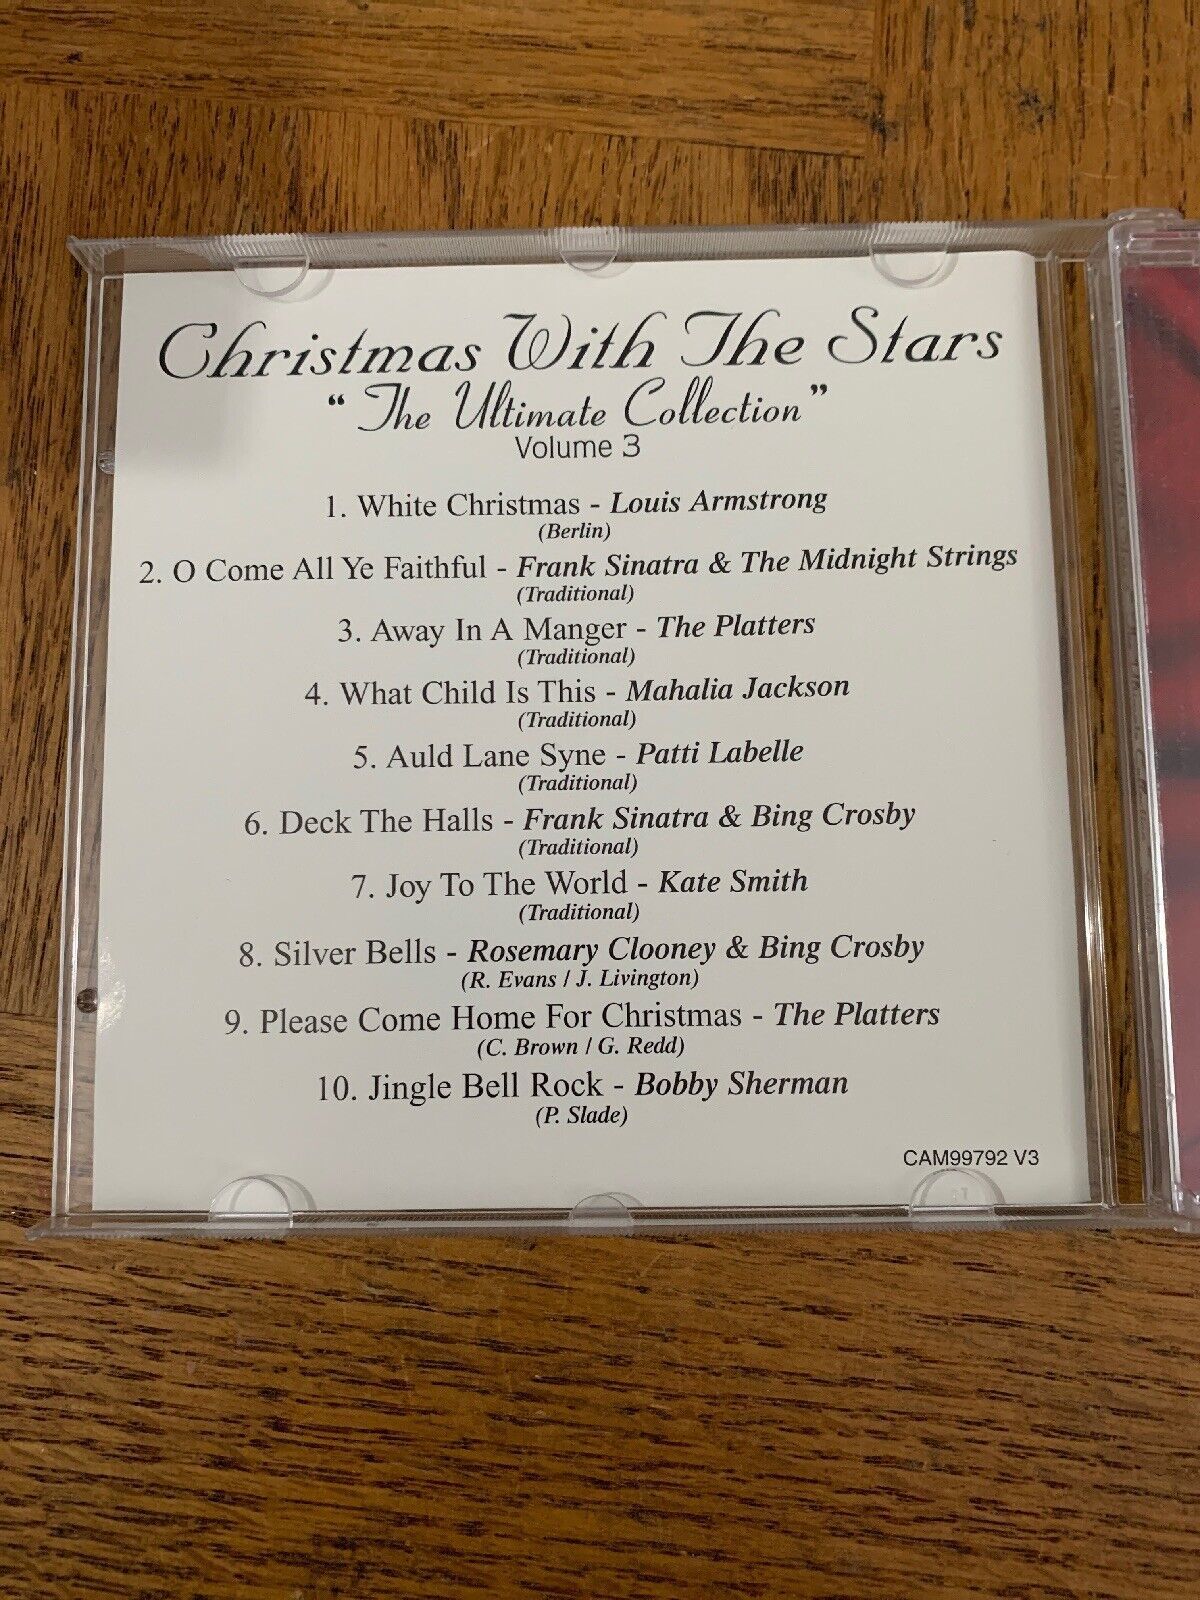 Christmas With The Stars
“The Ultimate Collection”
Volume 3
1. White Christmas - Louis Armstrong
(Berlin)
2. O Come All Ye Faithful - Frank Sinatra & The Midnight Strings
(Traditional)
3. Away In A Manger - The Platters
(Traditional)
4. What Child Is This - Mahalia Jackson
(Traditional)
5. Auld Lane Syne - Patti Labelle
(Traditional)
6. Deck The Halls - Frank Sinatra & Bing Crosby
(Traditional)
7. Joy To The World - Kate Smith
(Traditional)
8. Silver Bells - Rosemary Clooney & Bing Crosby
(R. Evans / J. Livington)
9. Please Come Home For Christmas - The Platters
(C. Brown / G. Redd)
10. Jingle Bell Rock - Bobby Sherman
(P. Slade)
CAM99792 V3